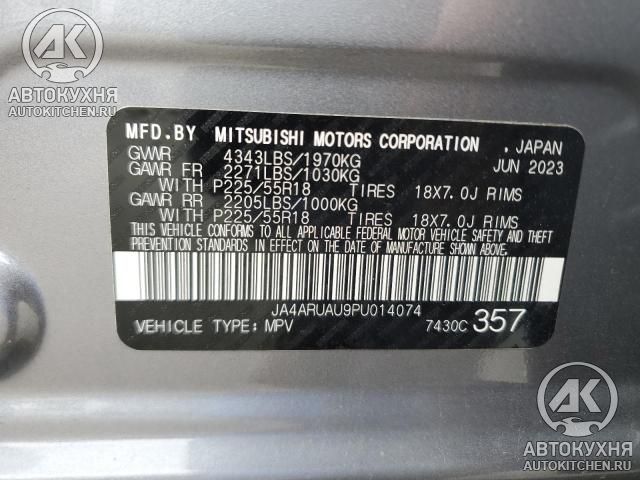 AK
АВТОКУХНЯ
AUTOKITCHEN.RU
MFD.BY MITSUBISHI MOTORS CORPORATION , JAPAN
GVWR 4343LBS/1970KG JUN 2023
GAWR FR 2271LBS/1030KG
WITH P225/55R18 TIRES 18X7.0J RIMS
GAWR RR 2205LBS/1000KG
WITH P225/55R18 TIRES 18X7.0J RIMS
THIS VEHICLE CONFORMS TO ALL APPLICABLE FEDERAL MOTOR VEHICLE SAFETY AND THEFT
PREVENTION STANDARDS IN EFFECT ON THE DATE OF MANUFACTURE SHOWN ABOVE.
JA4ARUAU9PU014074
VEHICLE TYPE: MPV 7430C 357
AK
АВТОКУХНЯ
AUTOKITCHEN.RU